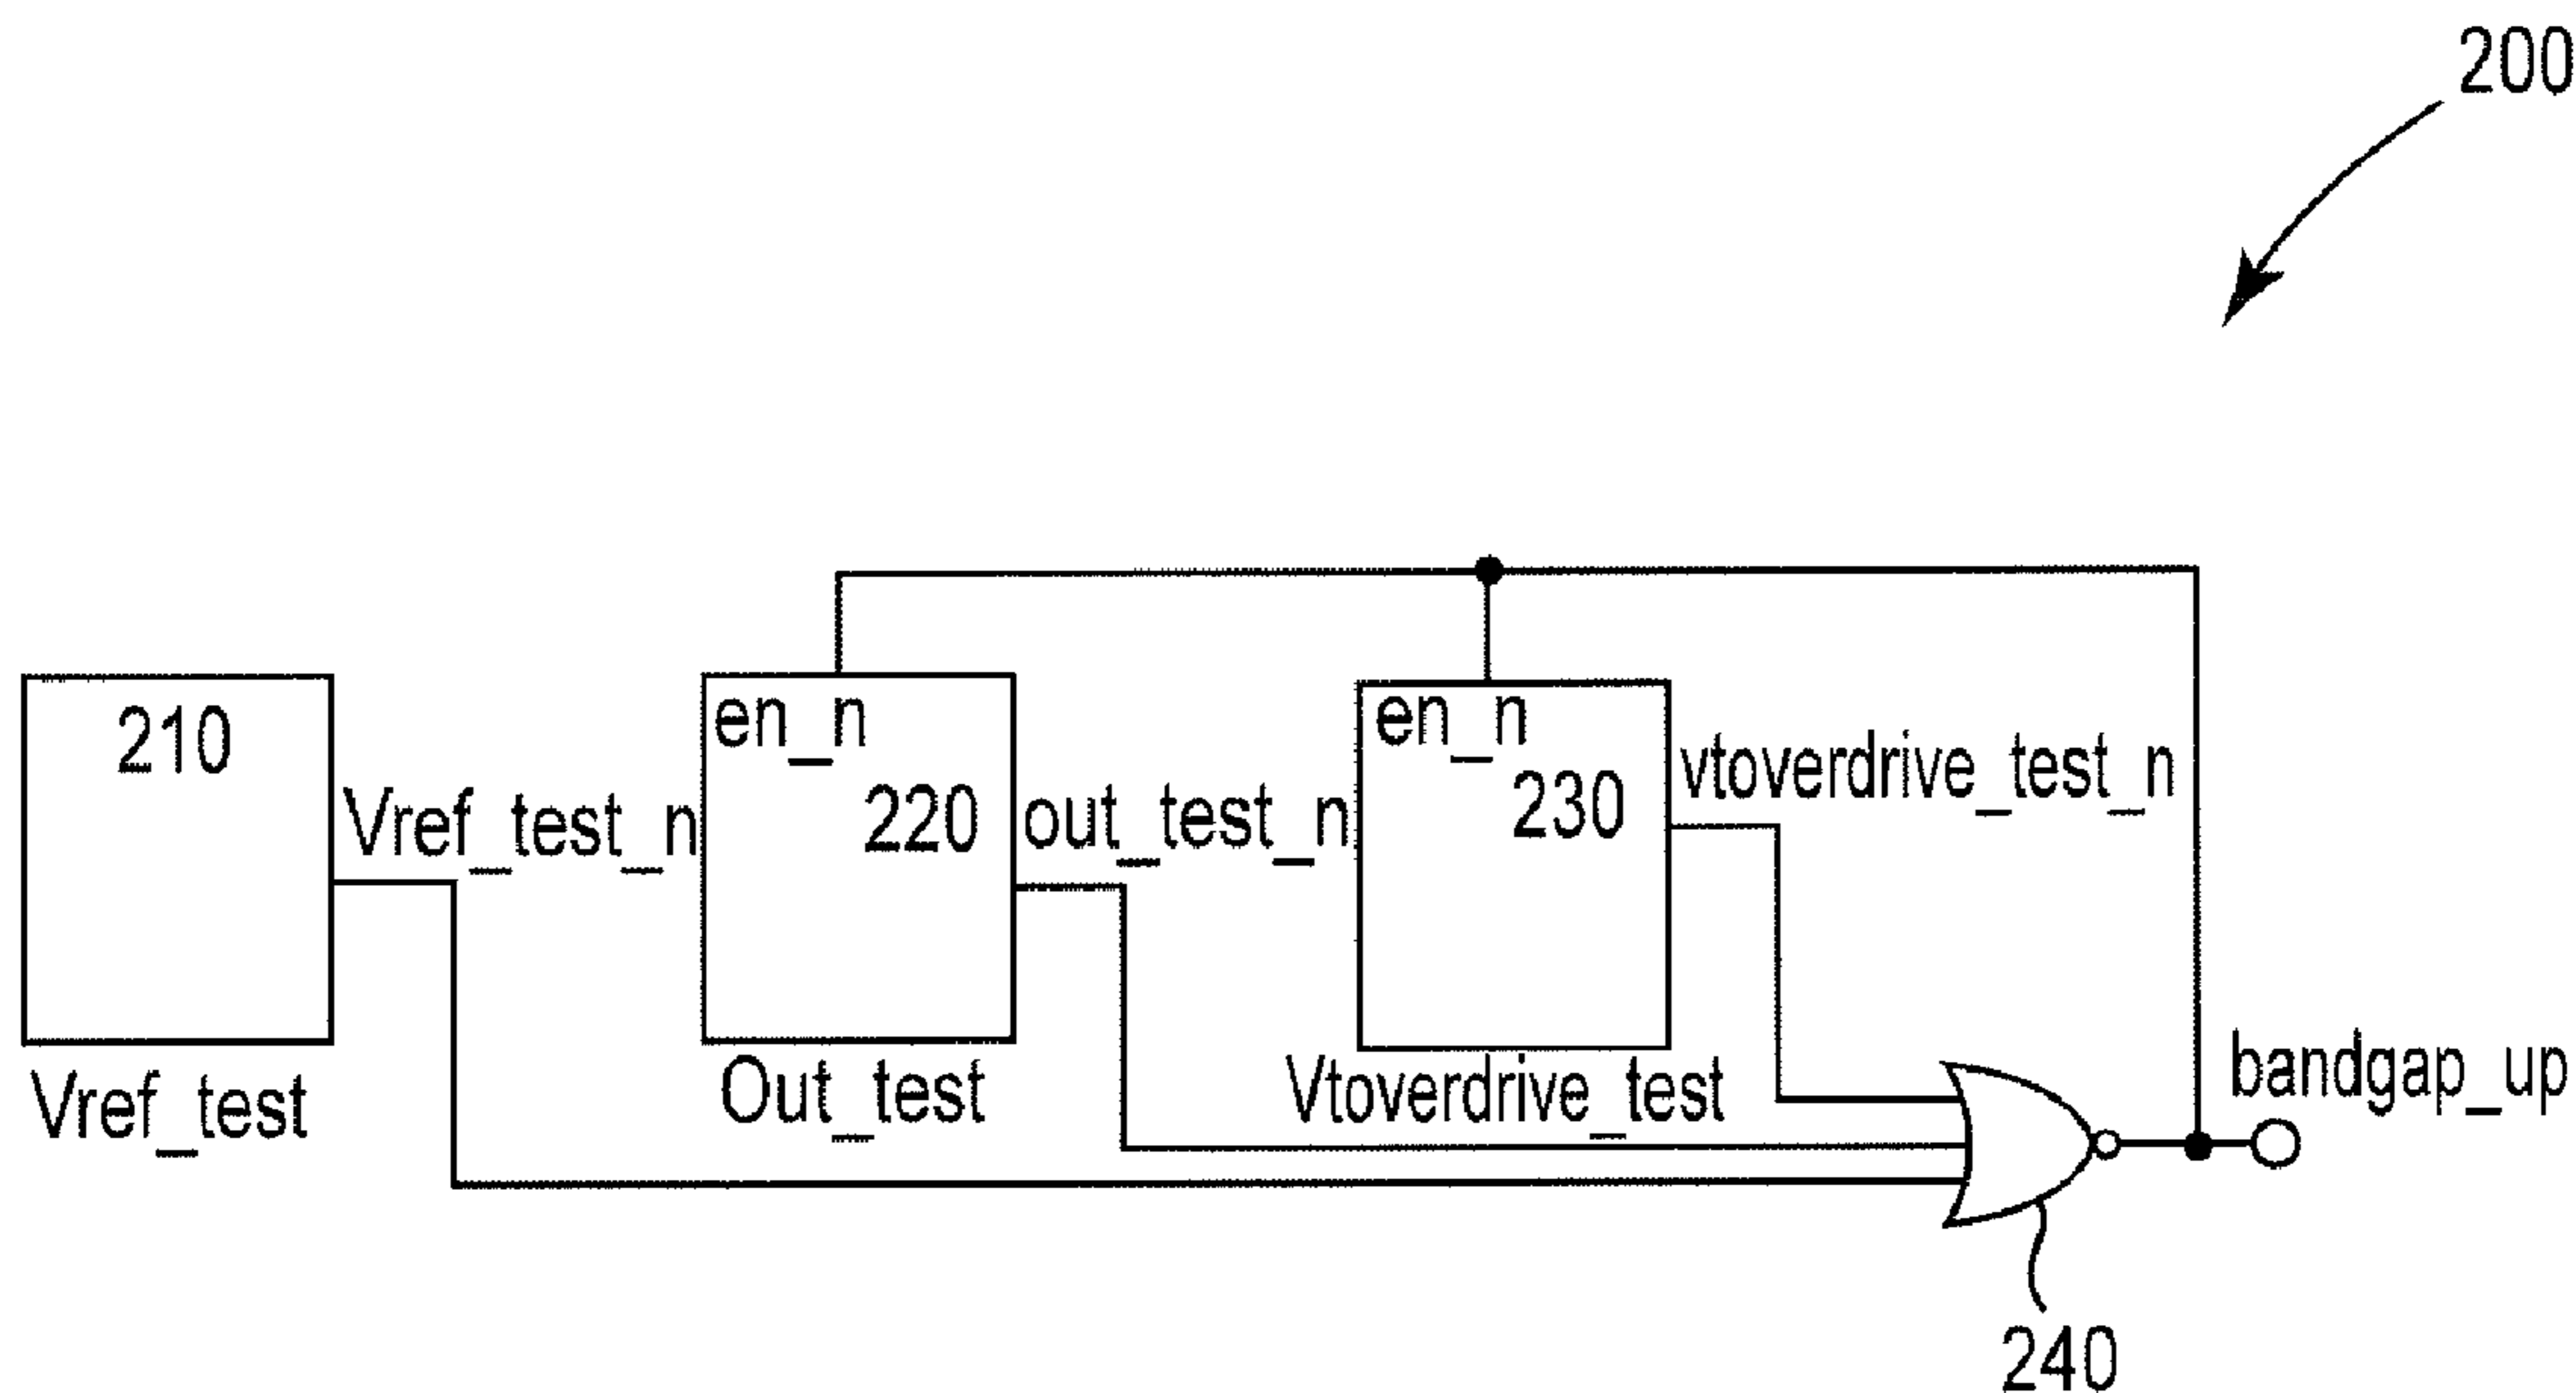 200
en_n
en_n
210
vtoverdrive_test_n
220
230
Vref_test_n
out_test_n
bandgap_up
Vref_test
Out_test
Vtoverdrive_test
240